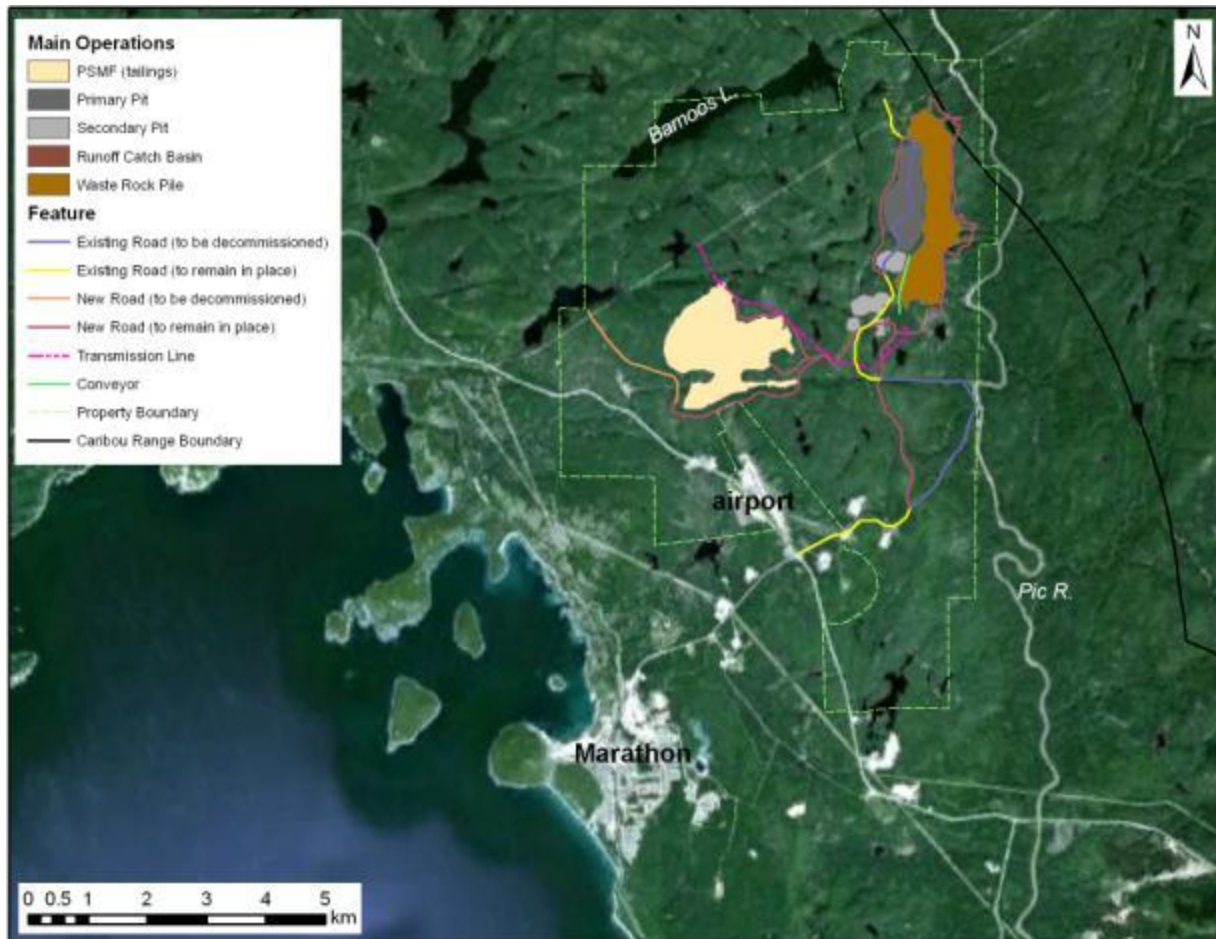 Main Operations
PSMF (tailings)
Primary Pit
Secondary Pit
Runoff Catch Basin
Waste Rock Pile
Feature
Existing Road (to be decommissioned)
Existing Road (to remain in place)
New Road (to be decommissioned)
New Road (to remain in place)
Transmission Line
Conveyor
Property Boundary
Caribou Range Boundary
N
Bamoos L.
airport
Pic R.
Marathon
0 0.5 1 2 3 4 5
km